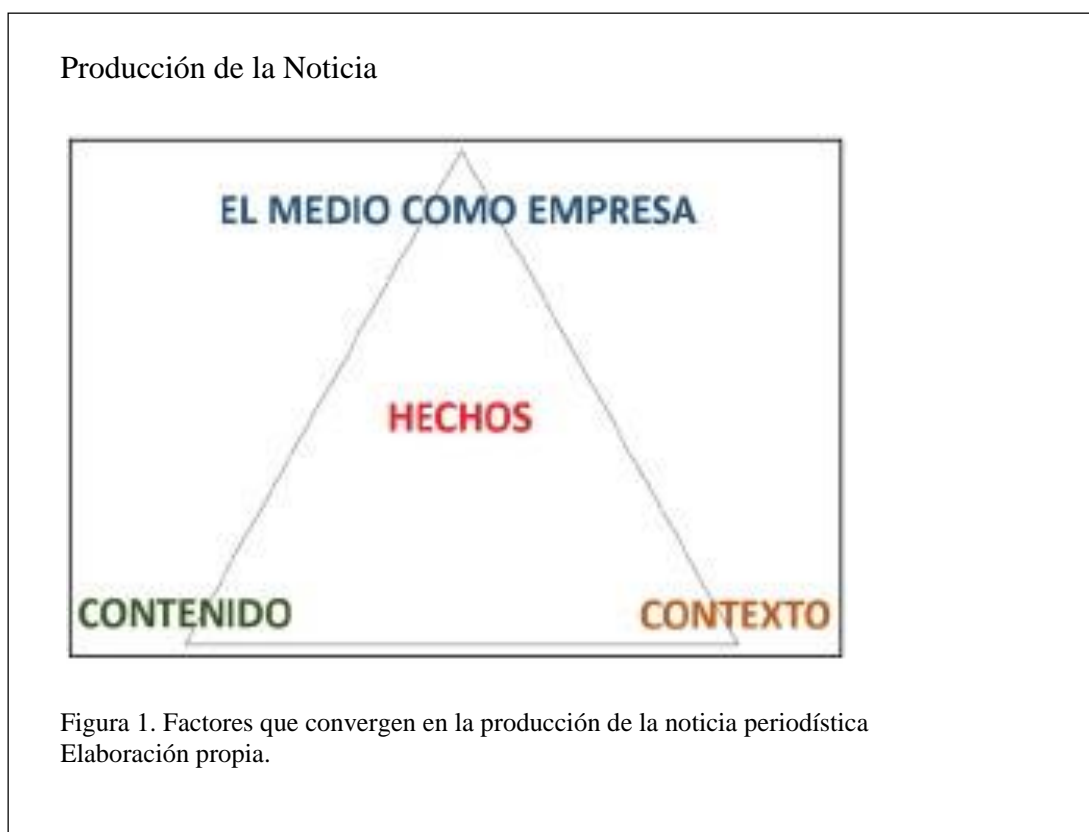 Producción de la Noticia
EL MEDIO COMO EMPRESA
HECHOS
CONTENIDO
CONTEXTO
Figura 1. Factores que convergen en la producción de la noticia periodística
Elaboración propia.